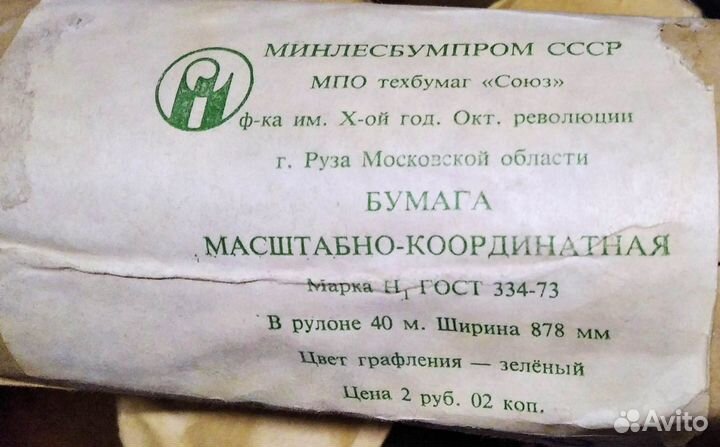 МИНЛЕСБУМПРОМ СССР
МПО техбумаг «Союз»
ф-ка им. X-ой год. Окт. революции
г. Руза Московской области
БУМАГА
МАСШТАБНО-КООРДИНАТНАЯ
Марка Н₁ ГОСТ 334-73
В рулоне 40 м. Ширина 878 мм
Цвет графления — зелёный
Цена 2 руб. 02 коп.
Avito